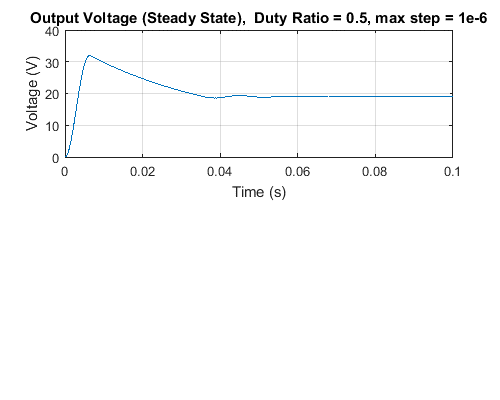 Output Voltage (Steady State),  Duty Ratio = 0.5, max step = 1e-6
40
30
20
10
0
Voltage (V)
0 0.02 0.04 0.06 0.08 0.1
Time (s)